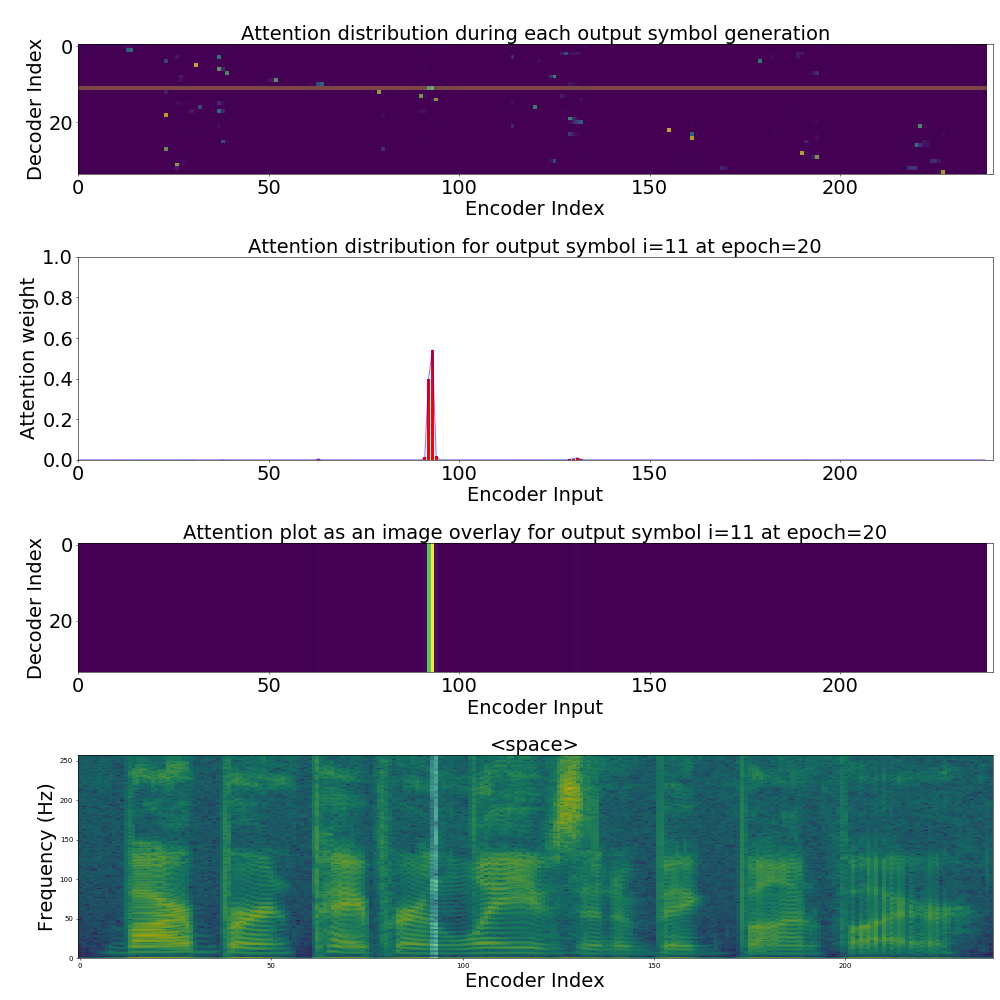 Attention distribution during each output symbol generation
0
20
Decoder Index
0 50 100 150 200
Encoder Index
Attention distribution for output symbol i=11 at epoch=20
1.0
0.8
0.6
0.4
0.2
0.0
Attention weight
0 50 100 150 200
Encoder Input
Attention plot as an image overlay for output symbol i=11 at epoch=20
0
20
Decoder Index
0 50 100 150 200
Encoder Input
<space>
250
200
150
100
50
0
Frequency (Hz)
0 50 100 150 200
Encoder Index